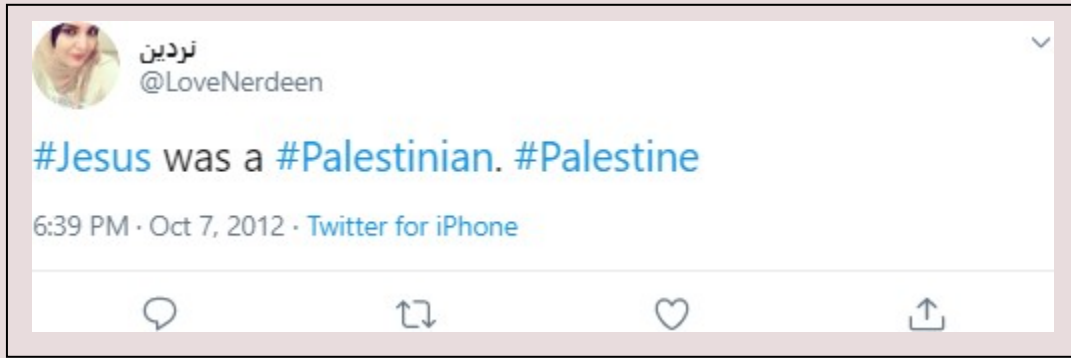 نردين
@LoveNerdeen
#Jesus was a #Palestinian. #Palestine
6:39 PM · Oct 7, 2012 · Twitter for iPhone